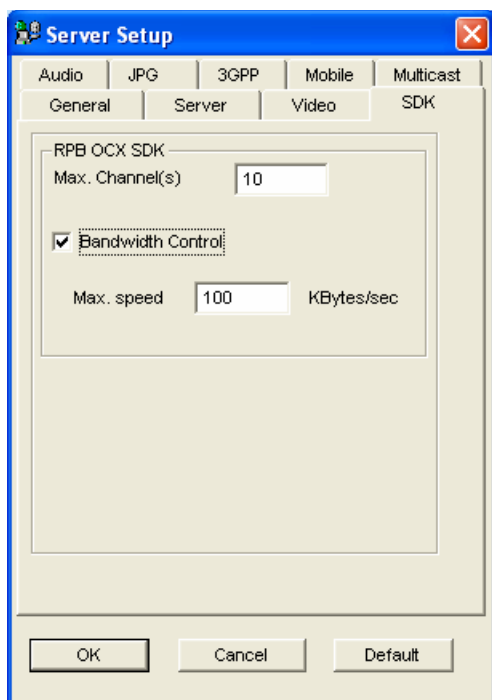 Server Setup
Audio JPG 3GPP Mobile Multicast
General Server Video SDK
RPB OCX SDK
Max. Channel(s) 10
Bandwidth Control
Max. speed 100 KBytes/sec
OK Cancel Default